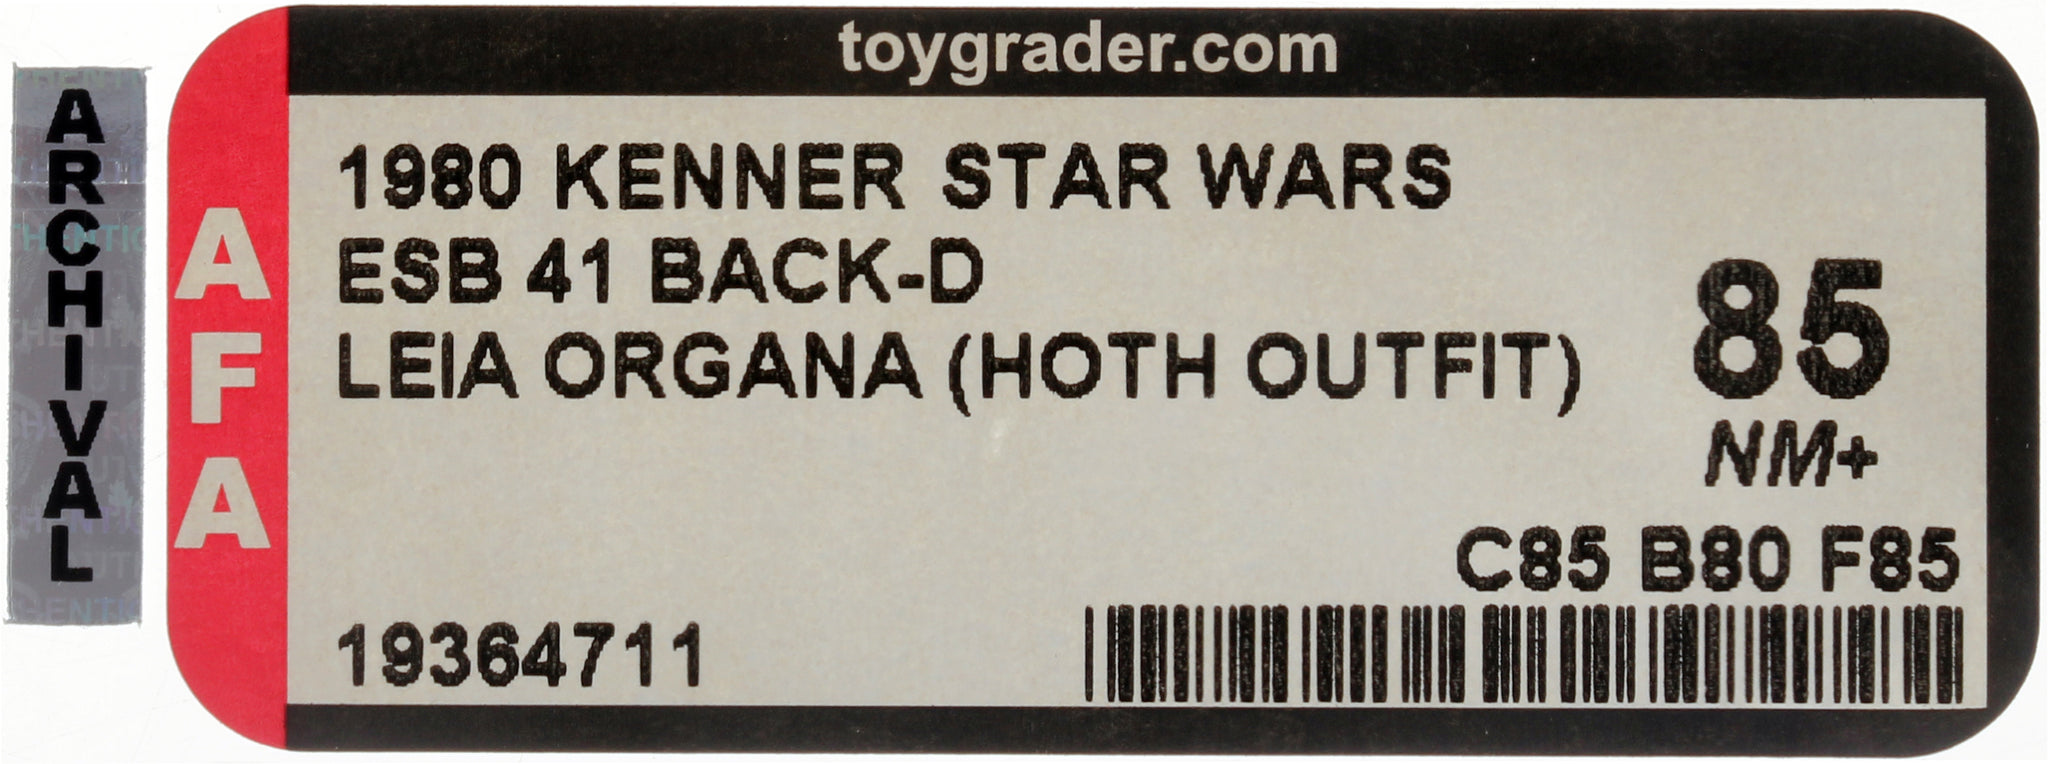 ARCHIVAL
AFA
toygrader.com
1980 KENNER STAR WARS
ESB 41 BACK-D
LEIA ORGANA (HOTH OUTFIT)
85
NM+
C85 B80 F85
19364711